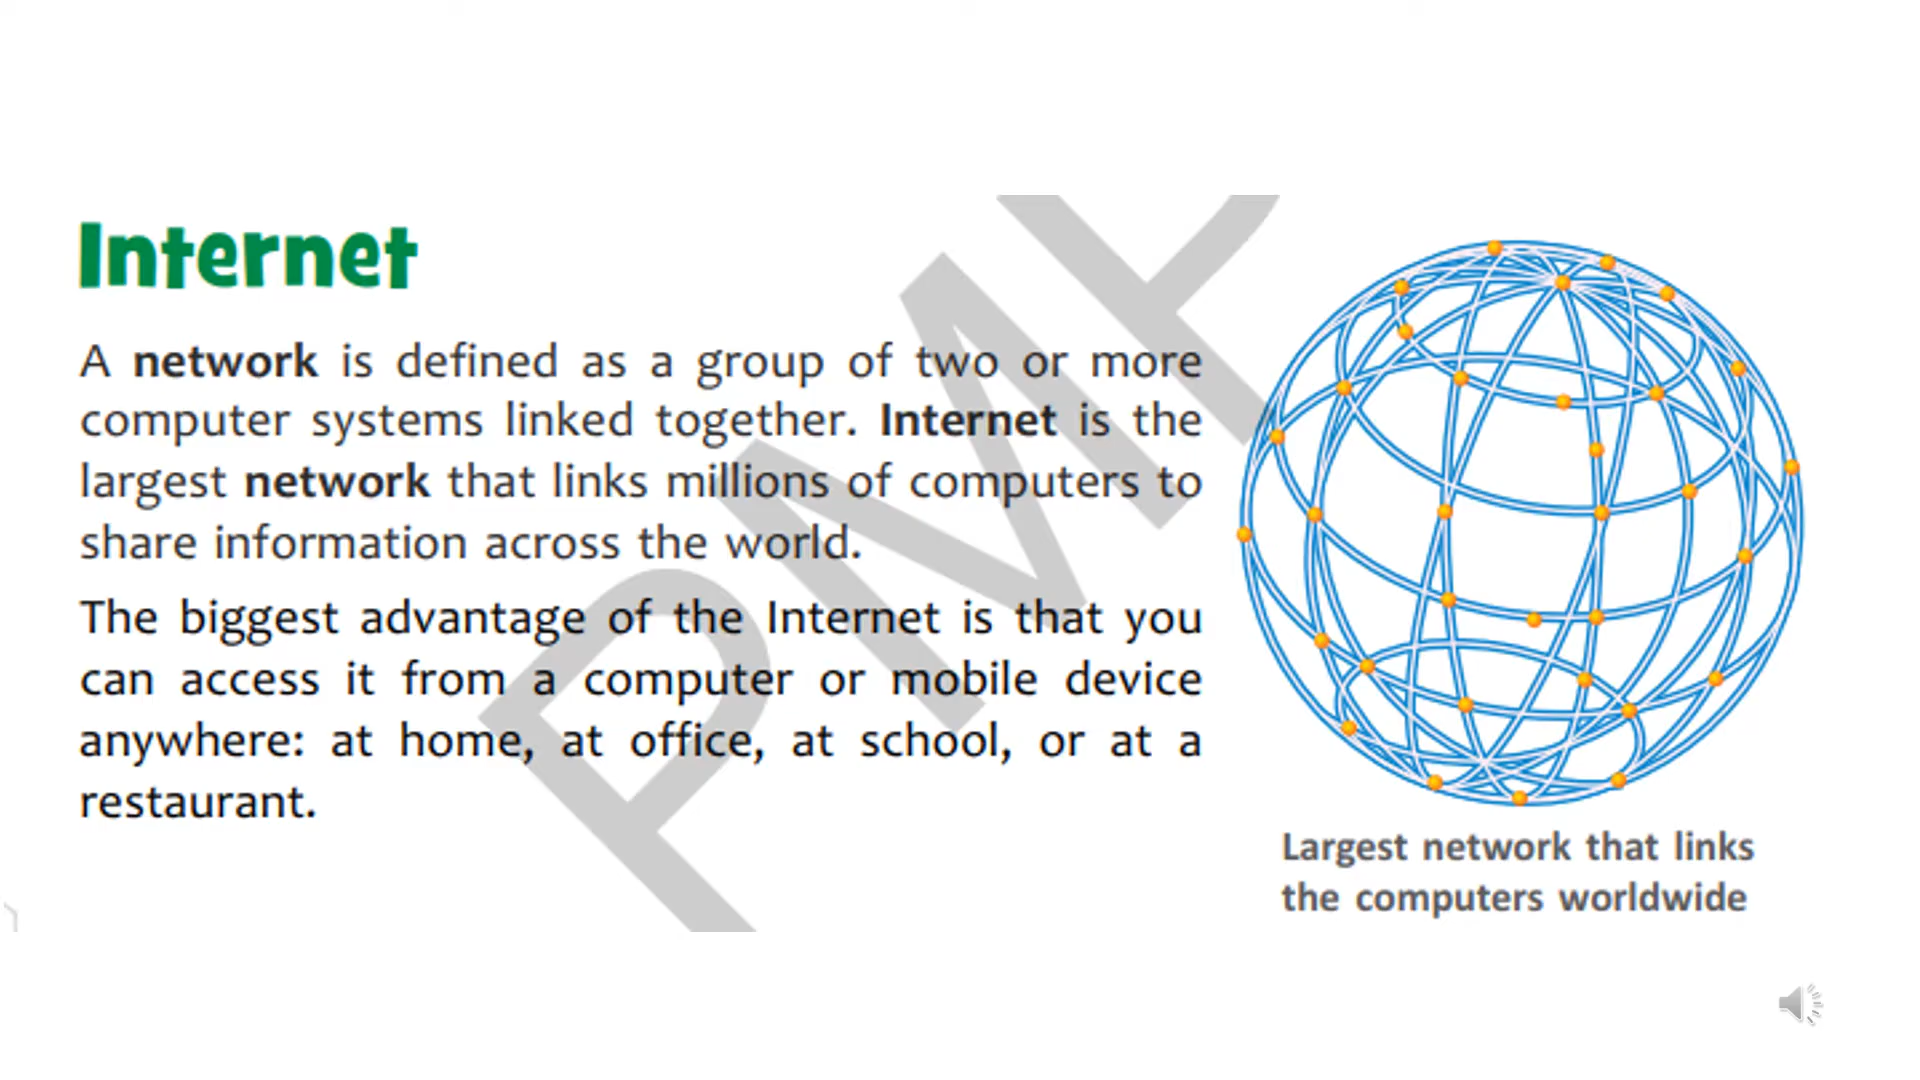 Internet
A network is defined as a group of two or more
computer systems linked together. Internet is the
largest network that links millions of computers to
share information across the world.
The biggest advantage of the Internet is that you
can access it from a computer or mobile device
anywhere: at home, at office, at school, or at a
restaurant.
Largest network that links
the computers worldwide